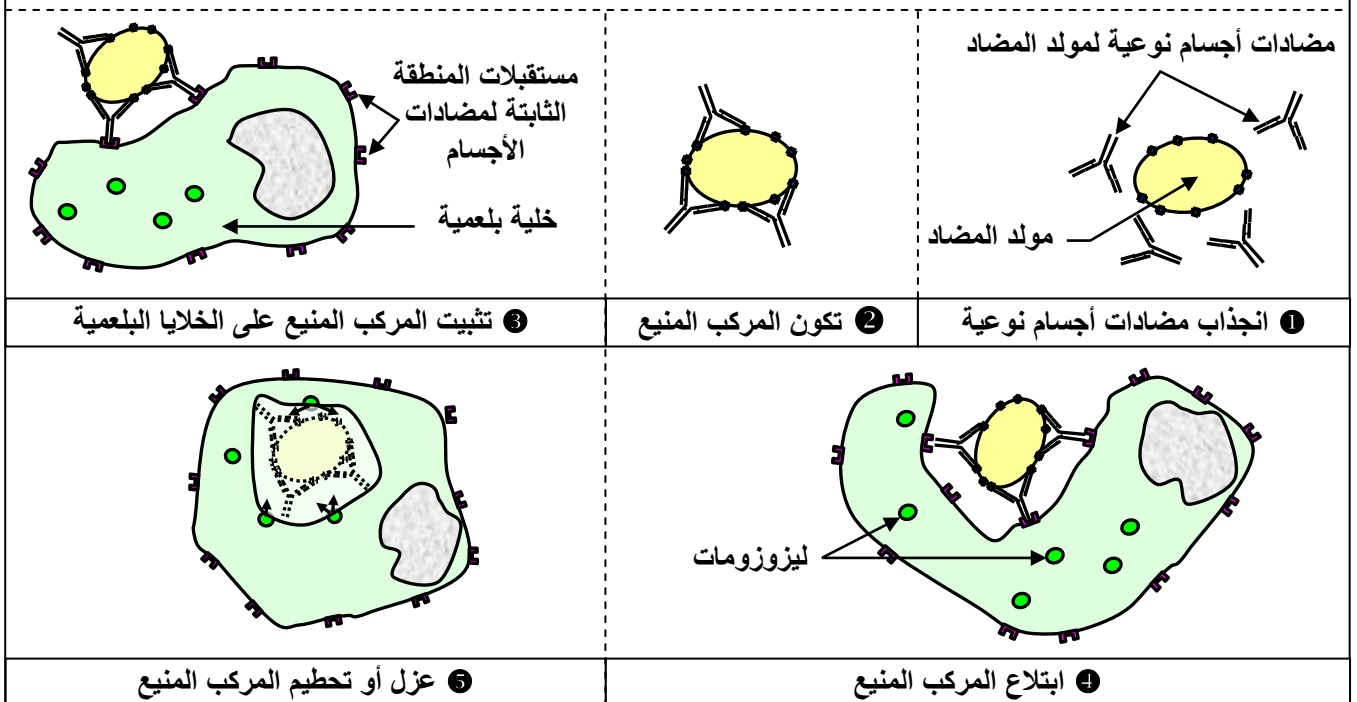 مضادات أجسام نوعية لمولد المضاد
مولد المضاد
❶ انجذاب مضادات أجسام نوعية
❷ تكون المركب المنيع
مستقبلات المنطقة
الثابتة لمضادات
الأجسام
خلية بلعمية
❸ تثبيت المركب المنيع على الخلايا البلعمية
ليزوزومات
❹ ابتلاع المركب المنيع
❺ عزل أو تحطيم المركب المنيع